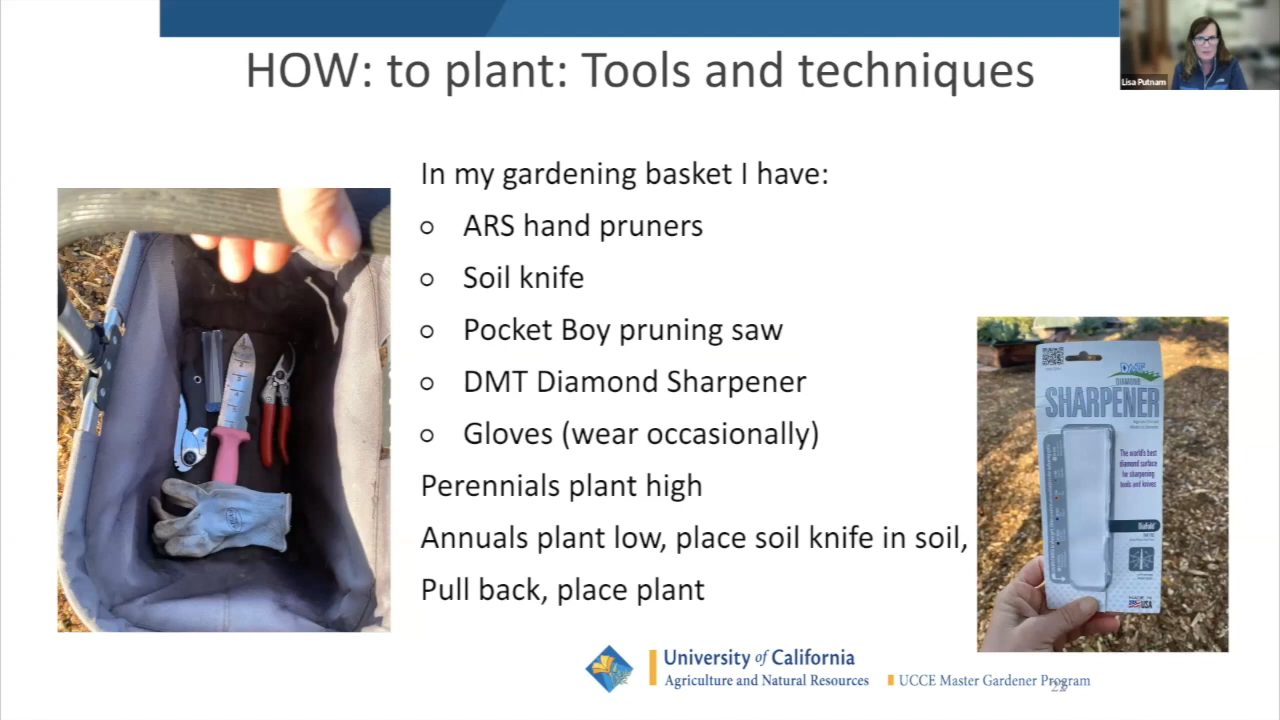 HOW: to plant: Tools and techniques
Lisa Putnam
In my gardening basket I have:
ARS hand pruners
Soil knife
Pocket Boy pruning saw
DMT Diamond Sharpener
Gloves (wear occasionally)
Perennials plant high
Annuals plant low, place soil knife in soil,
Pull back, place plant
DMT
DIAMOND
SHARPENER
The world's best
diamond surface
for sharpening
tools and knives
USA
University of California
Agriculture and Natural Resources
UCCE Master Gardener Program